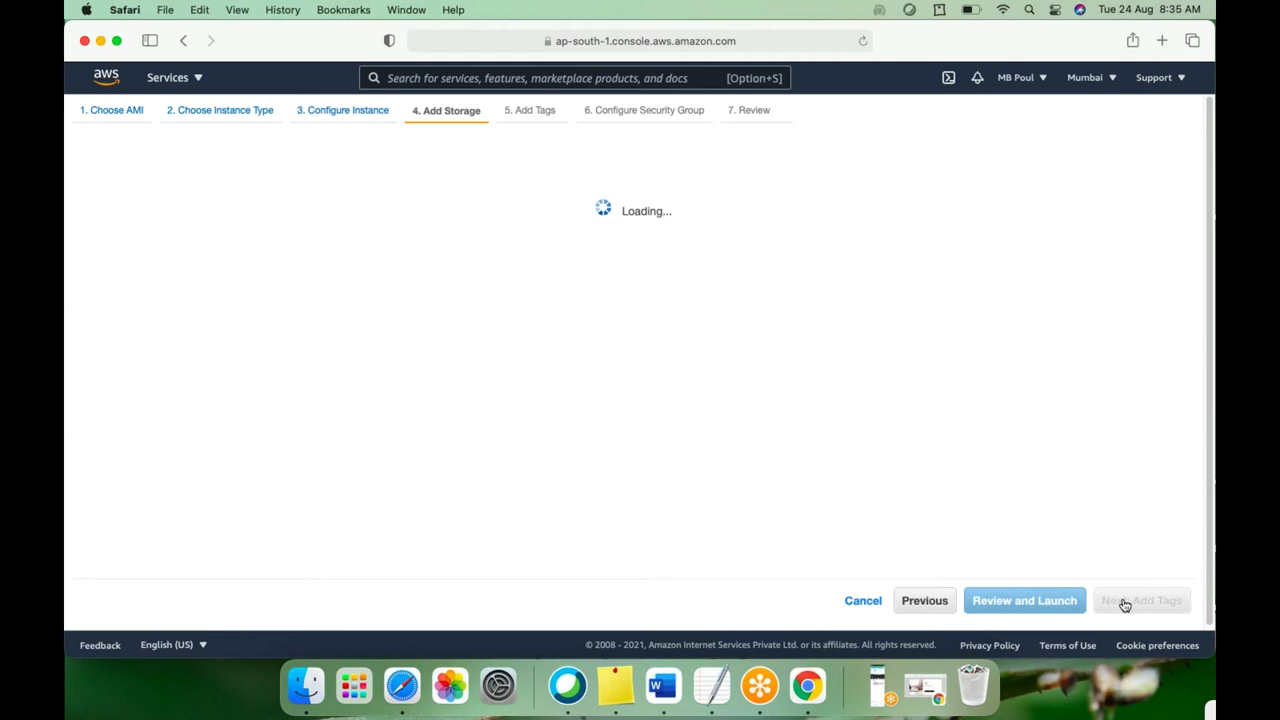 Safari File Edit View History Bookmarks Window Help Tue 24 Aug 8:35 AM
ap-south-1.console.aws.amazon.com
aws Services Search for services, features, marketplace products, and docs [Option+S] MB Poul Mumbai Support
1. Choose AMI 2. Choose Instance Type 3. Configure Instance 4. Add Storage 5. Add Tags 6. Configure Security Group 7. Review
Loading...
Cancel Previous Review and Launch Next: Add Tags
Feedback English (US) © 2008 - 2021, Amazon Internet Services Private Ltd. or its affiliates. All rights reserved. Privacy Policy Terms of Use Cookie preferences